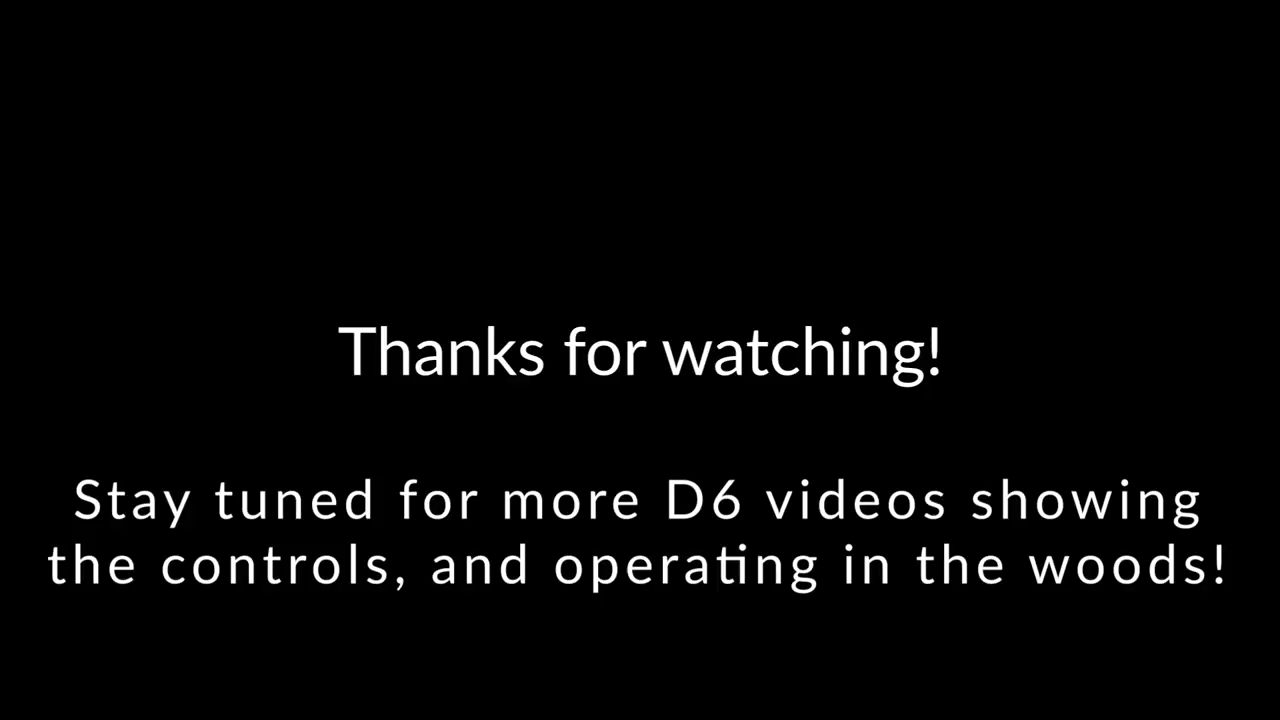 Thanks for watching!
Stay tuned for more D6 videos showing
the controls, and operating in the woods!